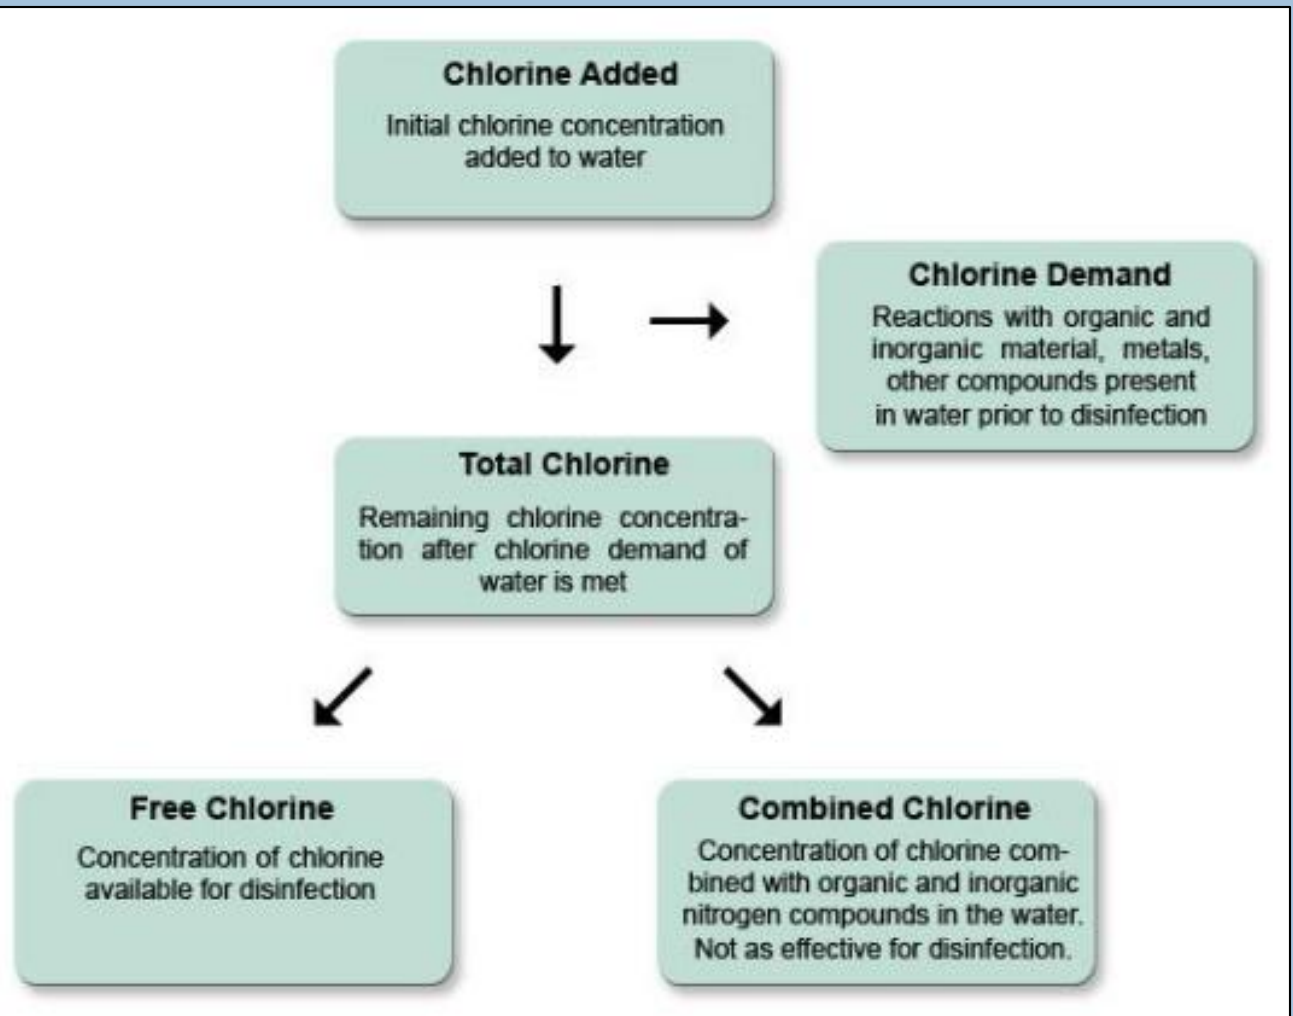 Chlorine Added
Initial chlorine concentration
added to water
Chlorine Demand
Reactions with organic and
inorganic material, metals,
other compounds present
in water prior to disinfection
Total Chlorine
Remaining chlorine concentra-
tion after chlorine demand of
water is met
Free Chlorine
Concentration of chlorine
available for disinfection
Combined Chlorine
Concentration of chlorine com-
bined with organic and inorganic
nitrogen compounds in the water.
Not as effective for disinfection.